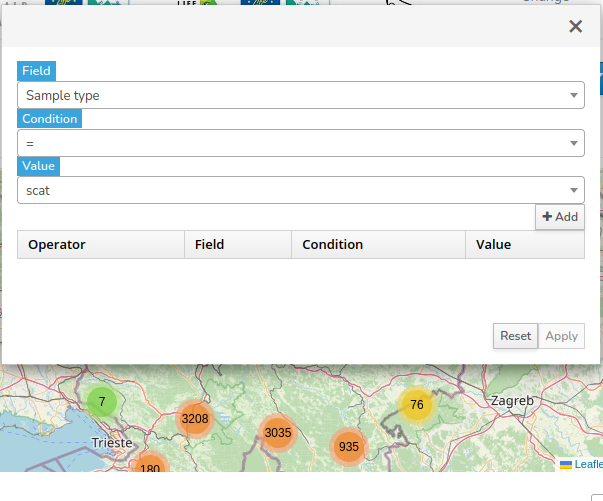 LIFE
Change
Field
Sample type
Condition
=
Value
scat
+ Add
Operator Field Condition Value
Reset Apply
7
3208
3035
935
76
Zagreb
Trieste
180
Leafle